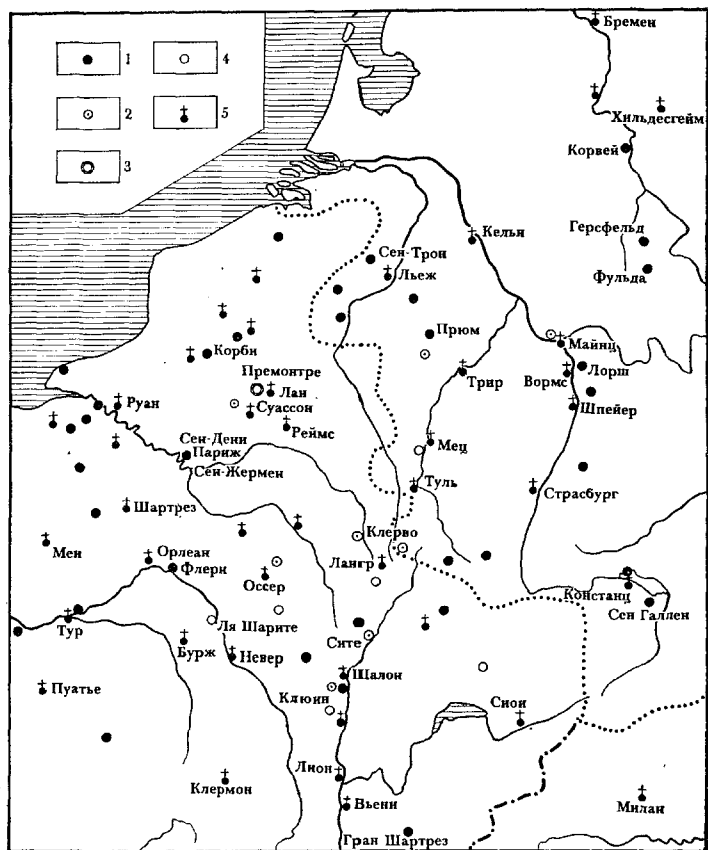 1
4
2
5
3
Бремен
Хильдесгейм
Корвей
Кельн
Герсфельд
Фульда
Сен-Трон
Льеж
Прюм
Майнц
Корби
Премонтре
Лан
Трир
Вормс
Лорш
Руан
Суассон
Шпейер
Реймс
Сен-Дени
Париж
Мец
Сен-Жермен
Туль
Страсбург
Шартрез
Клерво
Орлеан
Мен
Флери
Лангр
Констанц
Оссер
Сен Галлен
Тур
Ля Шарите
Сите
Бурж
Невер
Шалон
Пуатье
Клюин
Сиои
Лион
Клермон
Вьенн
Милан
Гран Шартрез